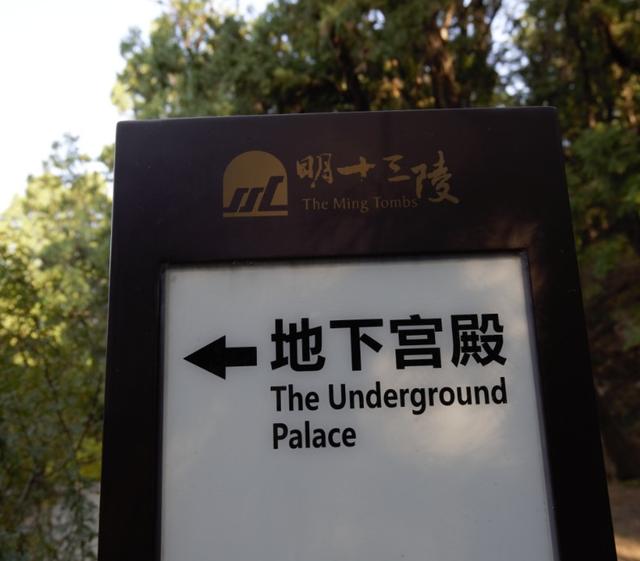 明十三陵
The Ming Tombs
地下宫殿
The Underground
Palace